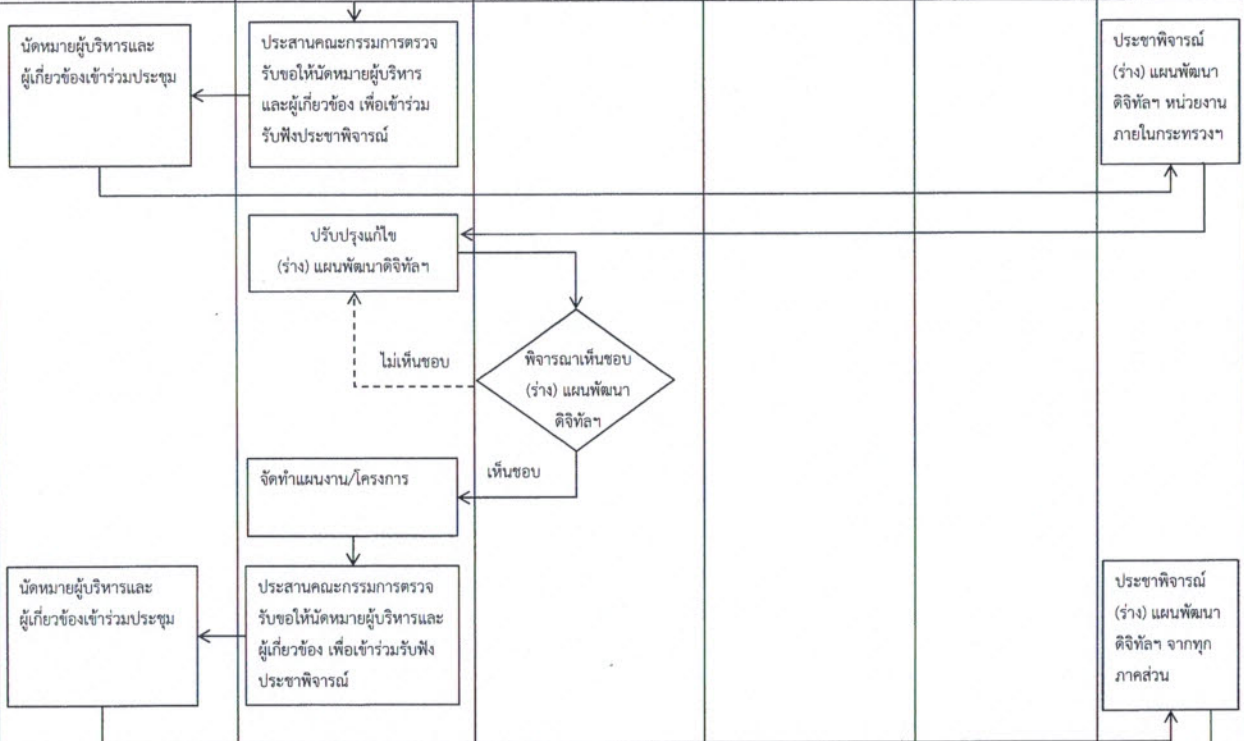 นัดหมายผู้บริหารและ
ผู้เกี่ยวข้องเข้าร่วมประชุม
ประสานคณะกรรมการตรวจ
รับขอให้นัดหมายผู้บริหาร
และผู้เกี่ยวข้อง เพื่อเข้าร่วม
รับฟังประชาพิจารณ์
ประชาพิจารณ์
(ร่าง) แผนพัฒนา
ดิจิทัลฯ หน่วยงาน
ภายในกระทรวงฯ
ปรับปรุงแก้ไข
(ร่าง) แผนพัฒนาดิจิทัลฯ
ไม่เห็นชอบ
พิจารณาเห็นชอบ
(ร่าง) แผนพัฒนา
ดิจิทัลฯ
เห็นชอบ
จัดทำแผนงาน/โครงการ
นัดหมายผู้บริหารและ
ผู้เกี่ยวข้องเข้าร่วมประชุม
ประสานคณะกรรมการตรวจ
รับขอให้นัดหมายผู้บริหารและ
ผู้เกี่ยวข้อง เพื่อเข้าร่วมรับฟัง
ประชาพิจารณ์
ประชาพิจารณ์
(ร่าง) แผนพัฒนา
ดิจิทัลฯ จากทุก
ภาคส่วน